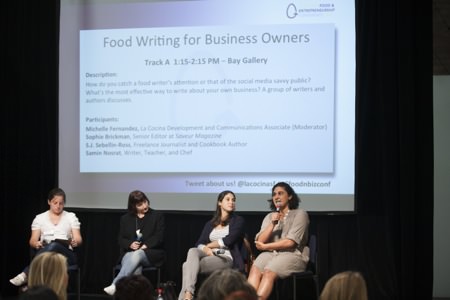 FOOD &
ENTREPRENEURSHIP
Food Writing for Business Owners
Track A 1:15-2:15 PM – Bay Gallery
Description:
How do you catch a food writer's attention or that of the social media savvy public?
What's the most effective way to write about your own business? A group of writers and
authors discusses.
Participants:
Michelle Fernandez, La Cocina Development and Communications Associate (Moderator)
Sophie Brickman, Senior Editor at Saveur Magazine
S.J. Sebellin-Ross, Freelance Journalist and Cookbook Author
Samin Nosrat, Writer, Teacher, and Chef
Tweet about us! @lacocinasf #foodnbizconf